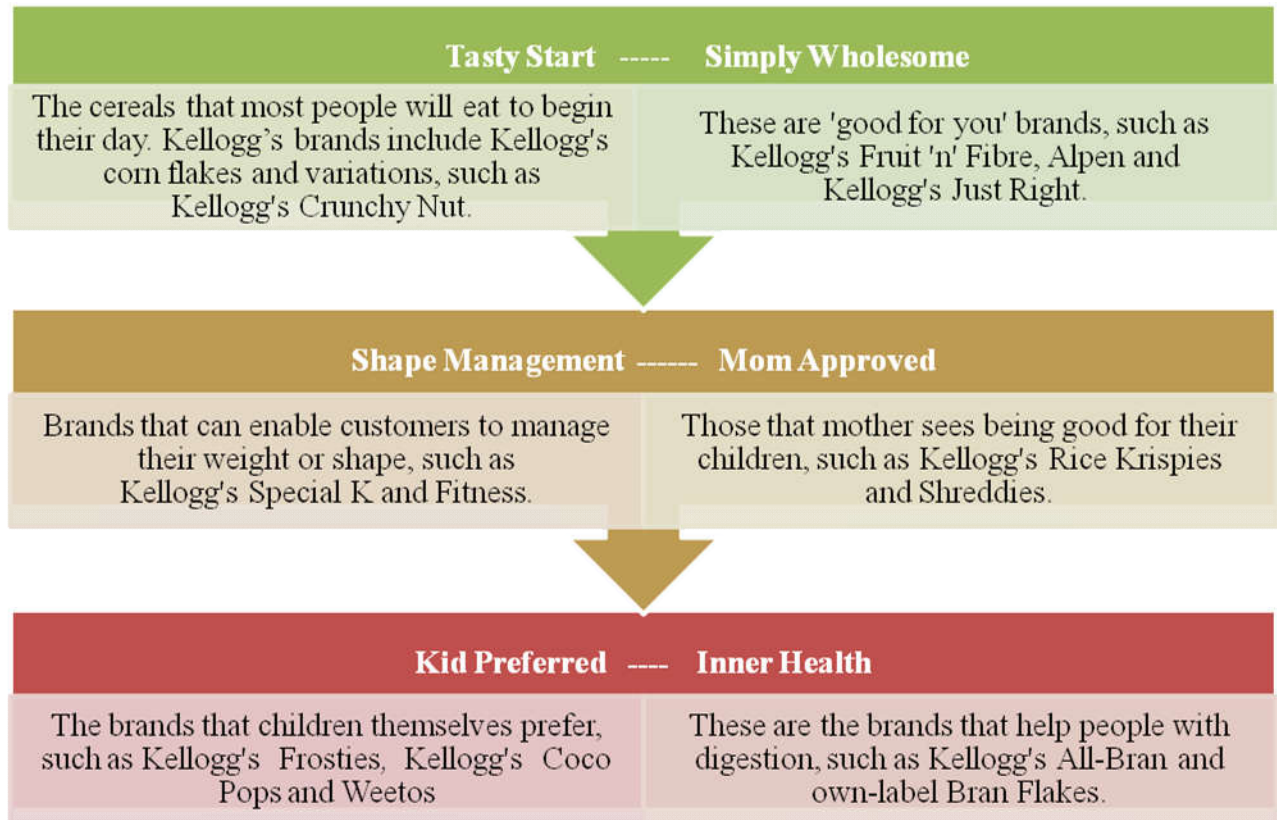 Tasty Start ----- Simply Wholesome
The cereals that most people will eat to begin
their day. Kellogg’s brands include Kellogg's
corn flakes and variations, such as
Kellogg's Crunchy Nut.
These are 'good for you' brands, such as
Kellogg's Fruit 'n' Fibre, Alpen and
Kellogg's Just Right.
Shape Management ------ Mom Approved
Brands that can enable customers to manage
their weight or shape, such as
Kellogg's Special K and Fitness.
Those that mother sees being good for their
children, such as Kellogg's Rice Krispies
and Shreddies.
Kid Preferred ---- Inner Health
The brands that children themselves prefer,
such as Kellogg's Frosties, Kellogg's Coco
Pops and Weetos
These are the brands that help people with
digestion, such as Kellogg's All-Bran and
own-label Bran Flakes.